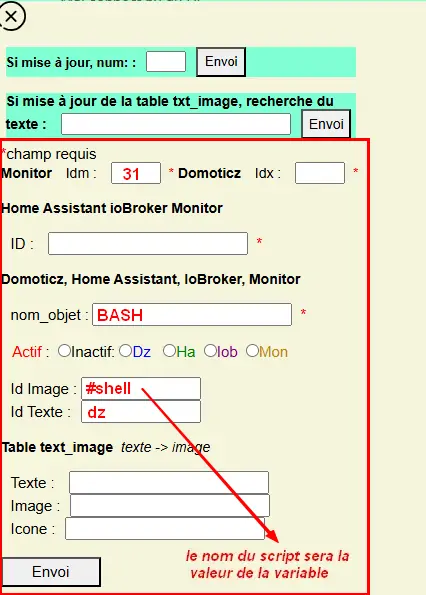 Si mise à jour, num: : Envoi
Si mise à jour de la table txt_image, recherche du
texte : Envoi
*champ requis
Monitor Idm : 31 * Domoticz Idx : *
Home Assistant ioBroker Monitor
ID : *
Domoticz, Home Assistant, IoBroker, Monitor
nom_objet : BASH *
Actif : Inactif: Dz Ha Iob Mon
Id Image : #shell
Id Texte : dz
Table text_image texte -> image
Texte :
Image :
Icone :
le nom du script sera la
valeur de la variable
Envoi